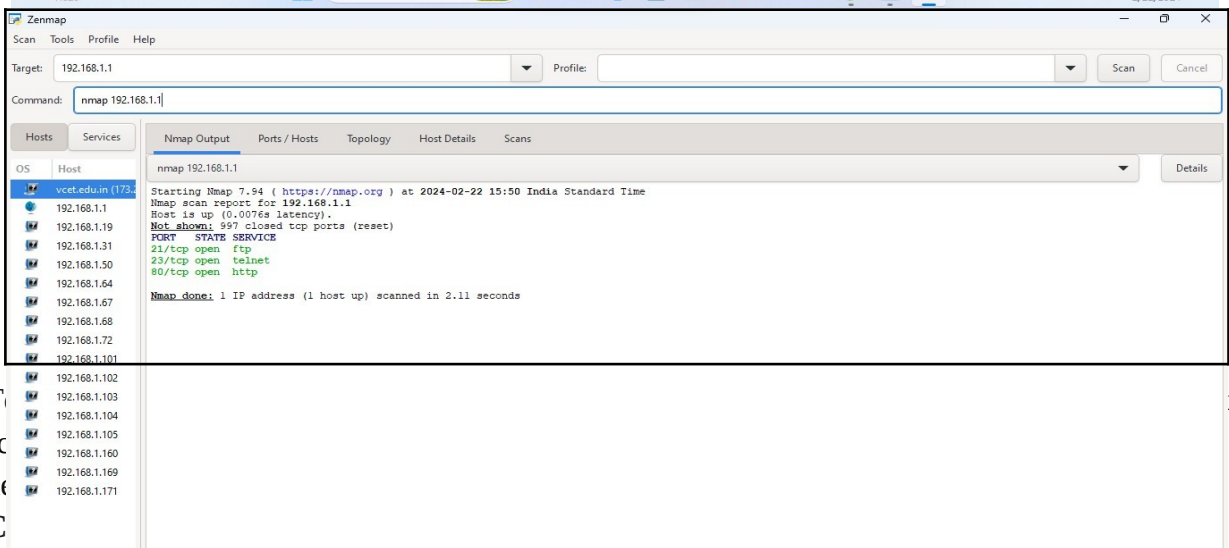 Zenmap
Scan Tools Profile Help
Target: 192.168.1.1 Profile: Scan Cancel
Command: nmap 192.168.1.1
Hosts Services Nmap Output Ports / Hosts Topology Host Details Scans
OS Host
nmap 192.168.1.1 Details
vcet.edu.in (173.2
192.168.1.1
192.168.1.19
192.168.1.31
192.168.1.50
192.168.1.64
192.168.1.67
192.168.1.68
192.168.1.72
192.168.1.101
192.168.1.102
192.168.1.103
192.168.1.104
192.168.1.105
192.168.1.160
192.168.1.169
192.168.1.171
Starting Nmap 7.94 ( https://nmap.org ) at 2024-02-22 15:50 India Standard Time
Nmap scan report for 192.168.1.1
Host is up (0.0076s latency).
Not shown: 997 closed tcp ports (reset)
PORT STATE SERVICE
21/tcp open ftp
23/tcp open telnet
80/tcp open http
Nmap done: 1 IP address (1 host up) scanned in 2.11 seconds